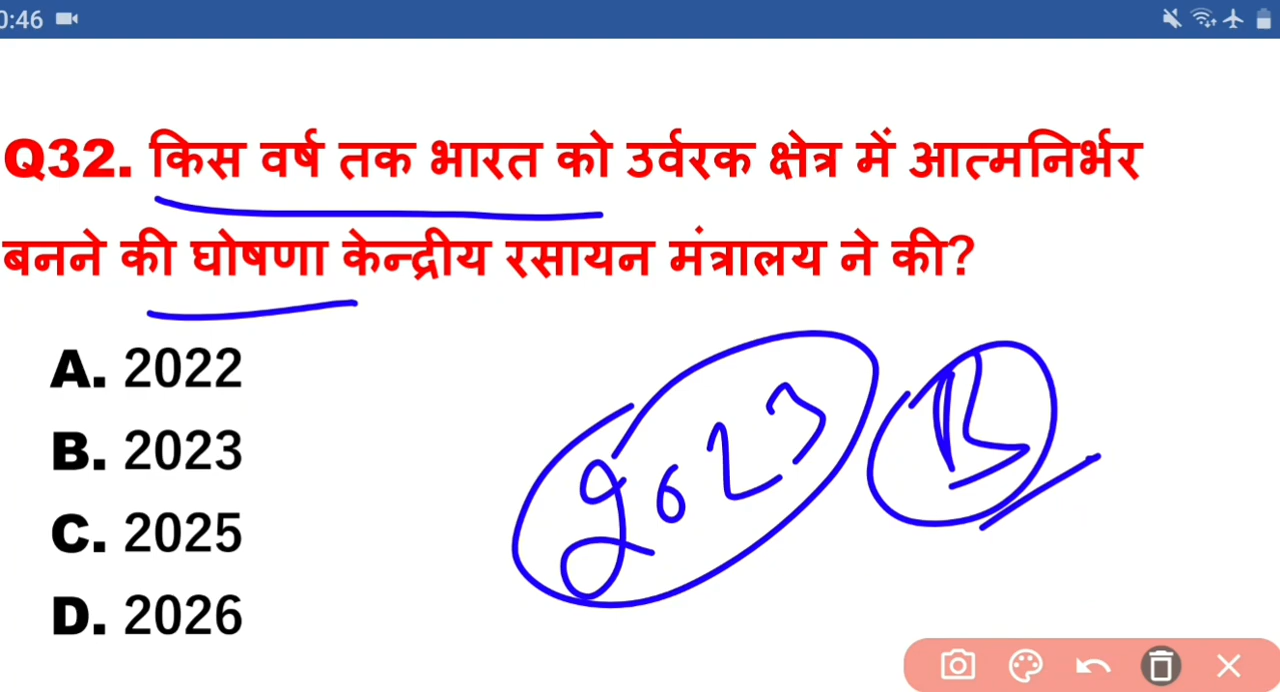 0:46
Q32. किस वर्ष तक भारत को उर्वरक क्षेत्र में आत्मनिर्भर
बनने की घोषणा केन्द्रीय रसायन मंत्रालय ने की?
A. 2022
B. 2023
C. 2025
D. 2026
2023 B